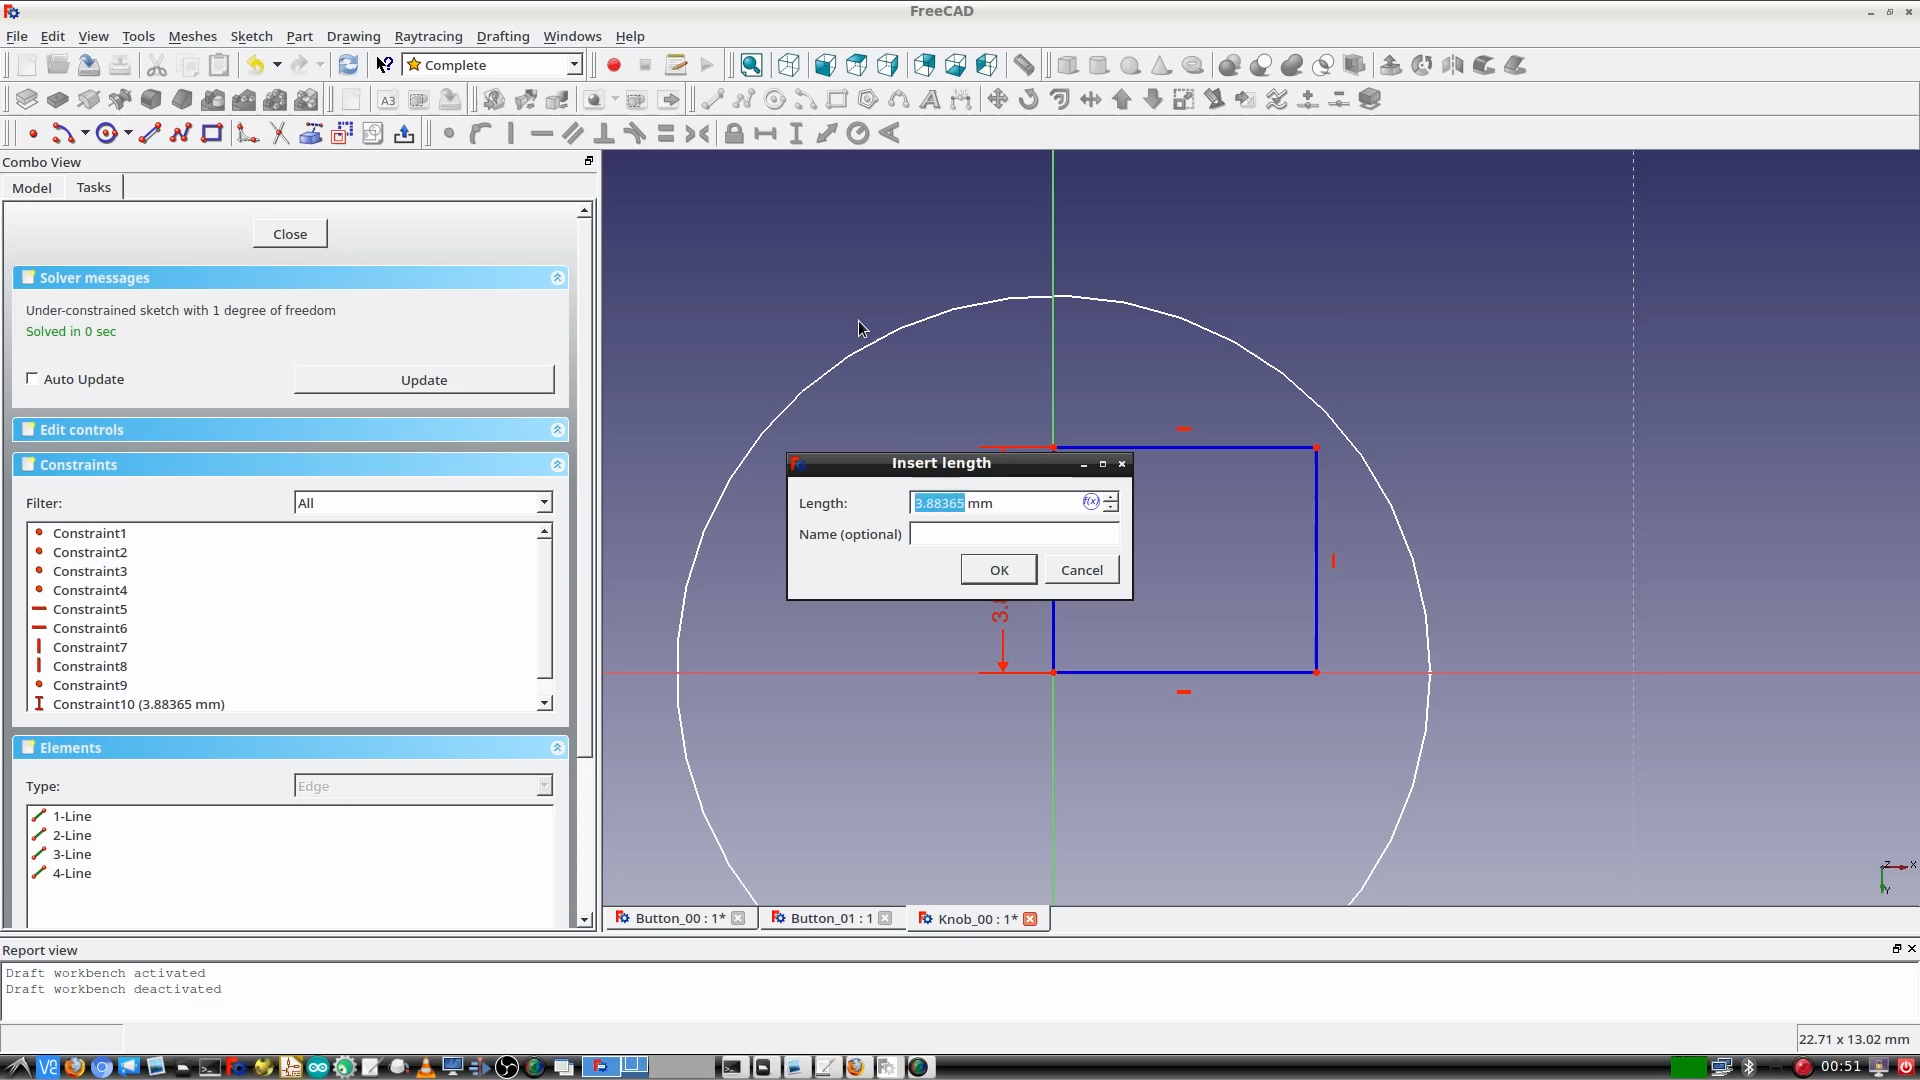 FreeCAD
File Edit View Tools Meshes Sketch Part Drawing Raytracing Drafting Windows Help
Complete
A3
Combo View
Model Tasks
Close
Solver messages
Under-constrained sketch with 1 degree of freedom
Solved in 0 sec
Auto Update
Update
Edit controls
Constraints
Filter:
All
Constraint1
Constraint2
Constraint3
Constraint4
Constraint5
Constraint6
Constraint7
Constraint8
Constraint9
Constraint10 (3.88365 mm)
Elements
Type:
Edge
1-Line
2-Line
3-Line
4-Line
Insert length
Length:
3.88365 mm
f(x)
Name (optional)
OK
Cancel
3.
Z
X
Y
Button_00 : 1*
Button_01 : 1
Knob_00 : 1*
Report view
Draft workbench activated
Draft workbench deactivated
22.71 x 13.02 mm
00:51